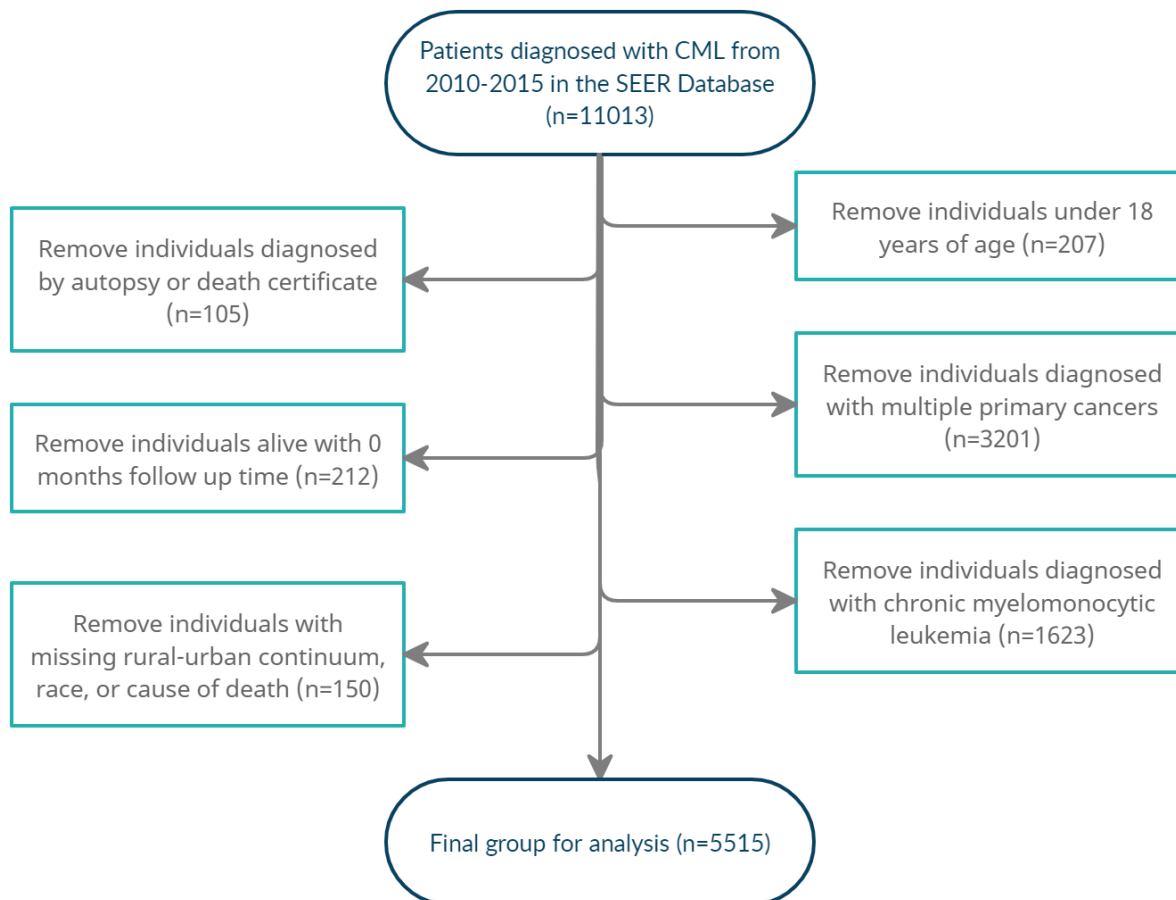 Patients diagnosed with CML from
2010-2015 in the SEER Database
(n=11013)
Remove individuals under 18
years of age (n=207)
Remove individuals diagnosed
by autopsy or death certificate
(n=105)
Remove individuals diagnosed
with multiple primary cancers
(n=3201)
Remove individuals alive with 0
months follow up time (n=212)
Remove individuals diagnosed
with chronic myelomonocytic
leukemia (n=1623)
Remove individuals with
missing rural-urban continuum,
race, or cause of death (n=150)
Final group for analysis (n=5515)